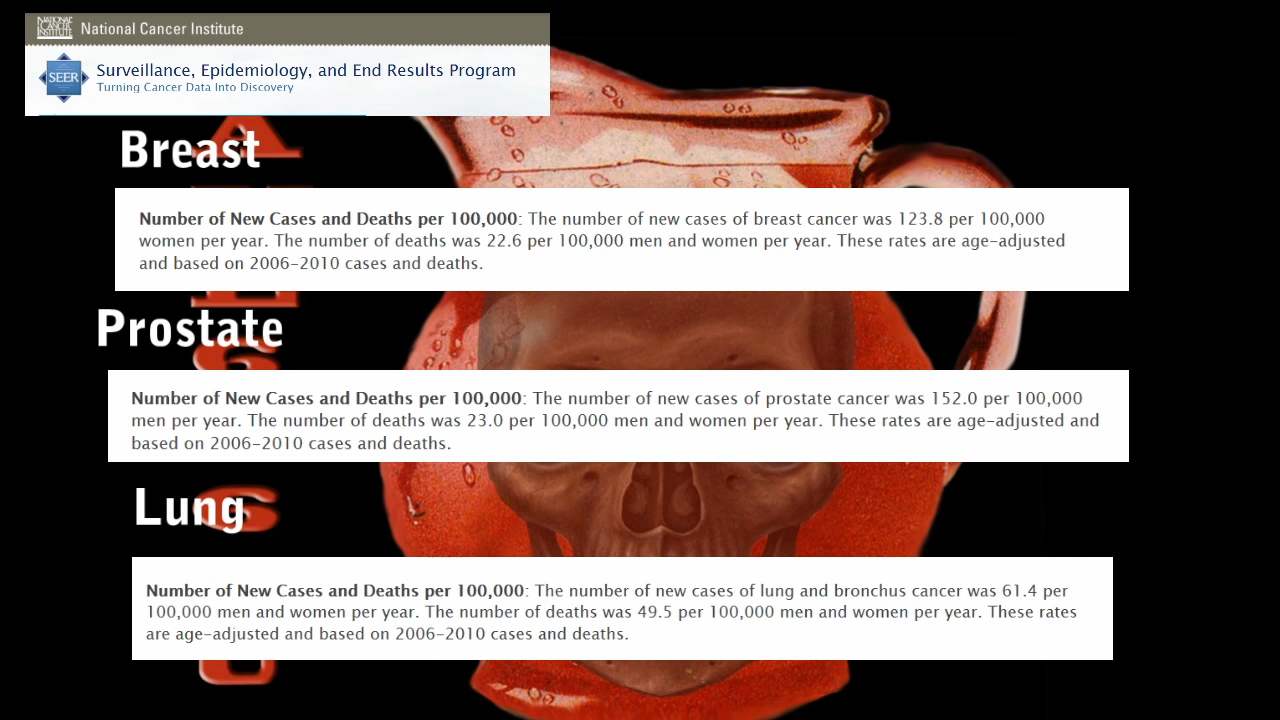 NATIONAL CANCER INSTITUTE National Cancer Institute
SEER Surveillance, Epidemiology, and End Results Program
Turning Cancer Data Into Discovery
Breast
Number of New Cases and Deaths per 100,000: The number of new cases of breast cancer was 123.8 per 100,000
women per year. The number of deaths was 22.6 per 100,000 men and women per year. These rates are age-adjusted
and based on 2006-2010 cases and deaths.
Prostate
Number of New Cases and Deaths per 100,000: The number of new cases of prostate cancer was 152.0 per 100,000
men per year. The number of deaths was 23.0 per 100,000 men and women per year. These rates are age-adjusted and
based on 2006-2010 cases and deaths.
Lung
Number of New Cases and Deaths per 100,000: The number of new cases of lung and bronchus cancer was 61.4 per
100,000 men and women per year. The number of deaths was 49.5 per 100,000 men and women per year. These rates
are age-adjusted and based on 2006-2010 cases and deaths.